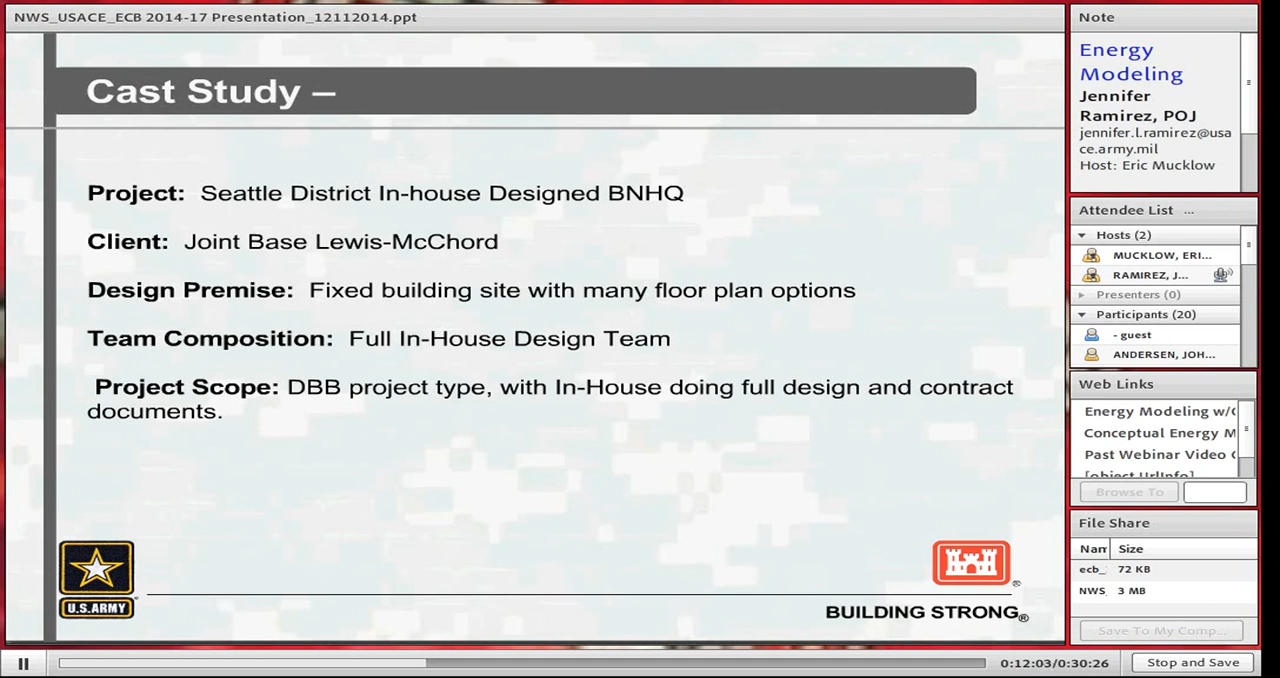 NWS_USACE_ECB 2014-17 Presentation_12112014.ppt
Cast Study –
Project: Seattle District In-house Designed BNHQ
Client: Joint Base Lewis-McChord
Design Premise: Fixed building site with many floor plan options
Team Composition: Full In-House Design Team
Project Scope: DBB project type, with In-House doing full design and contract
documents.
U.S.ARMY
BUILDING STRONG®
Note
Energy
Modeling
Jennifer
Ramirez, POJ
jennifer.l.ramirez@usa
ce.army.mil
Host: Eric Mucklow
Attendee List ...
Hosts (2)
MUCKLOW, ERI...
RAMIREZ, J...
Presenters (0)
Participants (20)
- guest
ANDERSEN, JOH...
Web Links
Energy Modeling w/
Conceptual Energy M
Past Webinar Video
[object UrlInfo]
Browse To
File Share
Nam Size
ecb_ 72 KB
NWS_ 3 MB
Save To My Comp...
0:12:03/0:30:26
Stop and Save